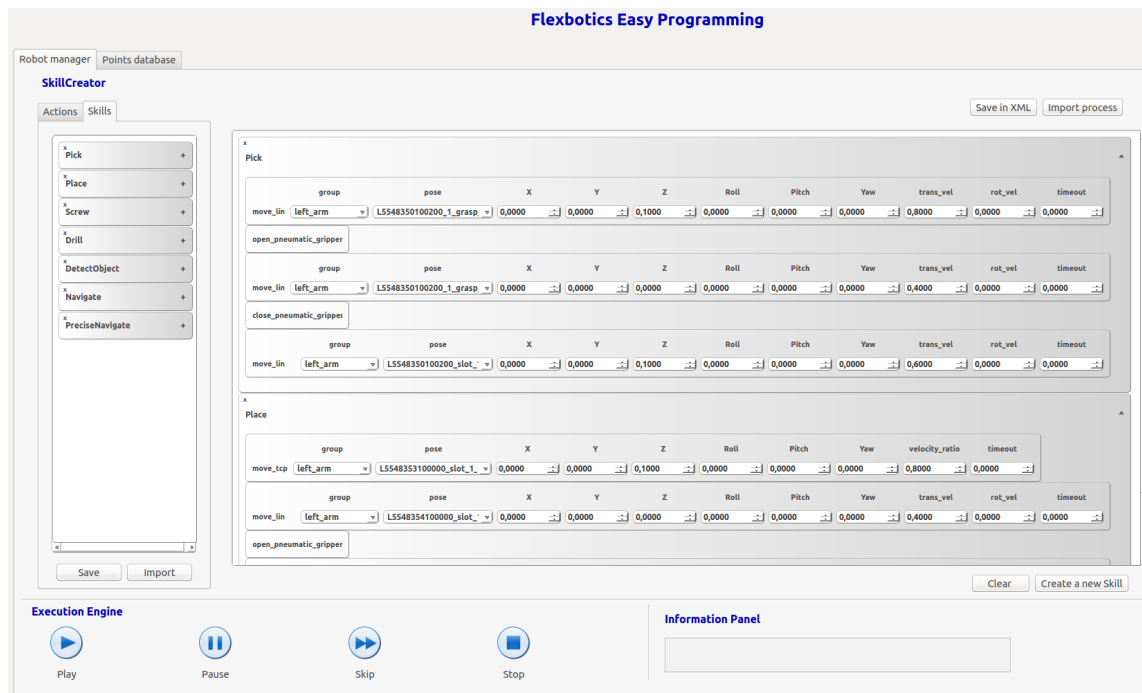 Flexbotics Easy Programming
Robot manager Points database
SkillCreator
Actions Skills
Save in XML Import process
x
Pick +
x
Place +
x
Screw +
x
Drill +
x
DetectObject +
x
Navigate +
x
PreciseNavigate +
Save Import
x
Pick ^
group pose X Y Z Roll Pitch Yaw trans_vel rot_vel timeout
move_lin left_arm L5548350100200_1_grasp_ 0,0000 0,0000 0,1000 0,0000 0,0000 0,0000 0,8000 0,0000 0,0000
open_pneumatic_gripper
group pose X Y Z Roll Pitch Yaw trans_vel rot_vel timeout
move_lin left_arm L5548350100200_1_grasp_ 0,0000 0,0000 0,0000 0,0000 0,0000 0,0000 0,4000 0,0000 0,0000
close_pneumatic_gripper
group pose X Y Z Roll Pitch Yaw trans_vel rot_vel timeout
move_lin left_arm L5548350100200_slot_ 0,0000 0,0000 0,1000 0,0000 0,0000 0,0000 0,6000 0,0000 0,0000
x
Place ^
group pose X Y Z Roll Pitch Yaw velocity_ratio timeout
move_tcp left_arm L5548353100000_slot_1_ 0,0000 0,0000 0,1000 0,0000 0,0000 0,0000 0,8000 0,0000
group pose X Y Z Roll Pitch Yaw trans_vel rot_vel timeout
move_lin left_arm L5548354100000_slot_ 0,0000 0,0000 0,0000 0,0000 0,0000 0,0000 0,4000 0,0000 0,0000
open_pneumatic_gripper
Clear Create a new Skill
Execution Engine
Play Pause Skip Stop
Information Panel